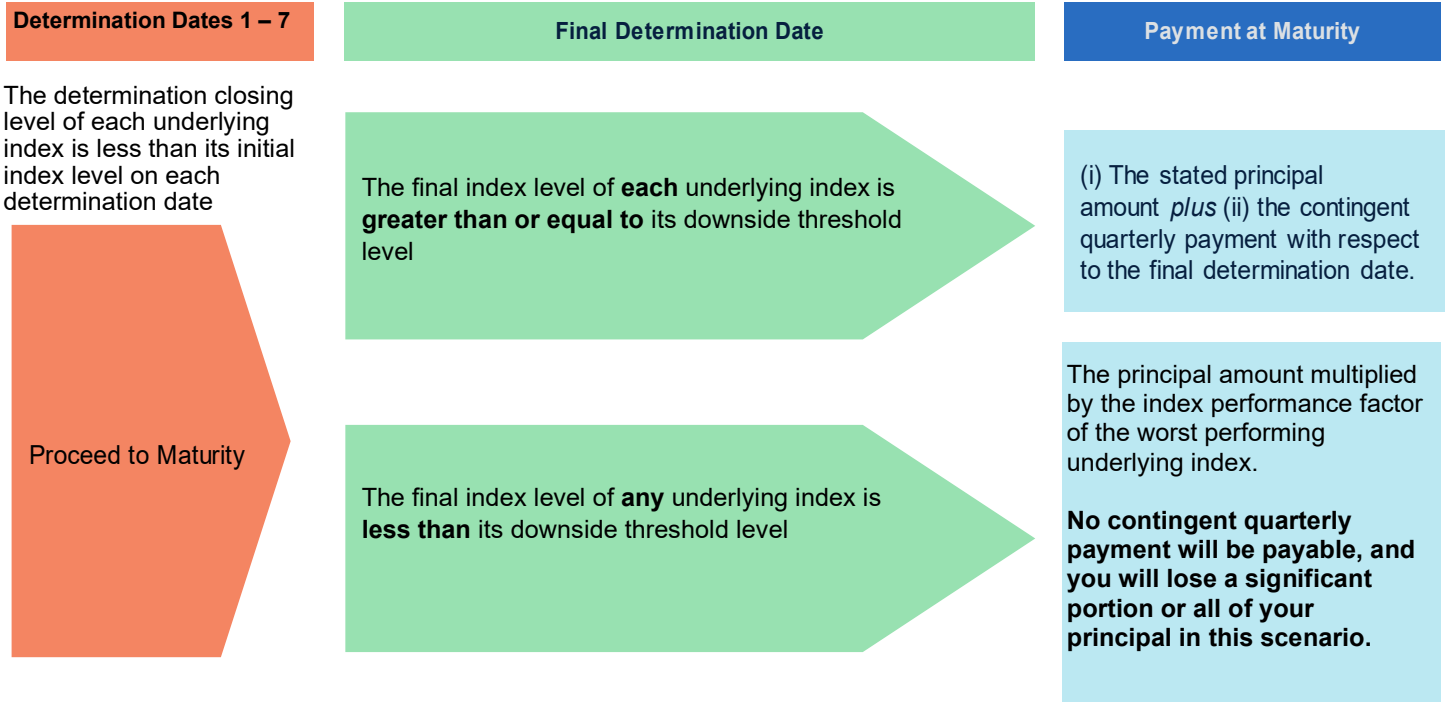 Determination Dates 1 – 7
Final Determination Date
Payment at Maturity
The determination closing
level of each underlying
index is less than its initial
index level on each
determination date
Proceed to Maturity
The final index level of each underlying index is
greater than or equal to its downside threshold
level
(i) The stated principal
amount plus (ii) the contingent
quarterly payment with respect
to the final determination date.
The final index level of any underlying index is
less than its downside threshold level
The principal amount multiplied
by the index performance factor
of the worst performing
underlying index.
No contingent quarterly
payment will be payable, and
you will lose a significant
portion or all of your
principal in this scenario.